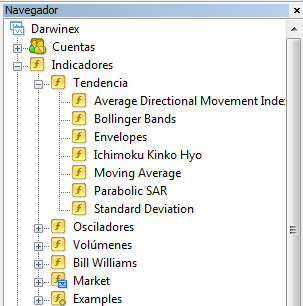 Navegador
Darwinex
Cuentas
Indicadores
Tendencia
Average Directional Movement Inde
Bollinger Bands
Envelopes
Ichimoku Kinko Hyo
Moving Average
Parabolic SAR
Standard Deviation
Osciladores
Volúmenes
Bill Williams
Market
Examples